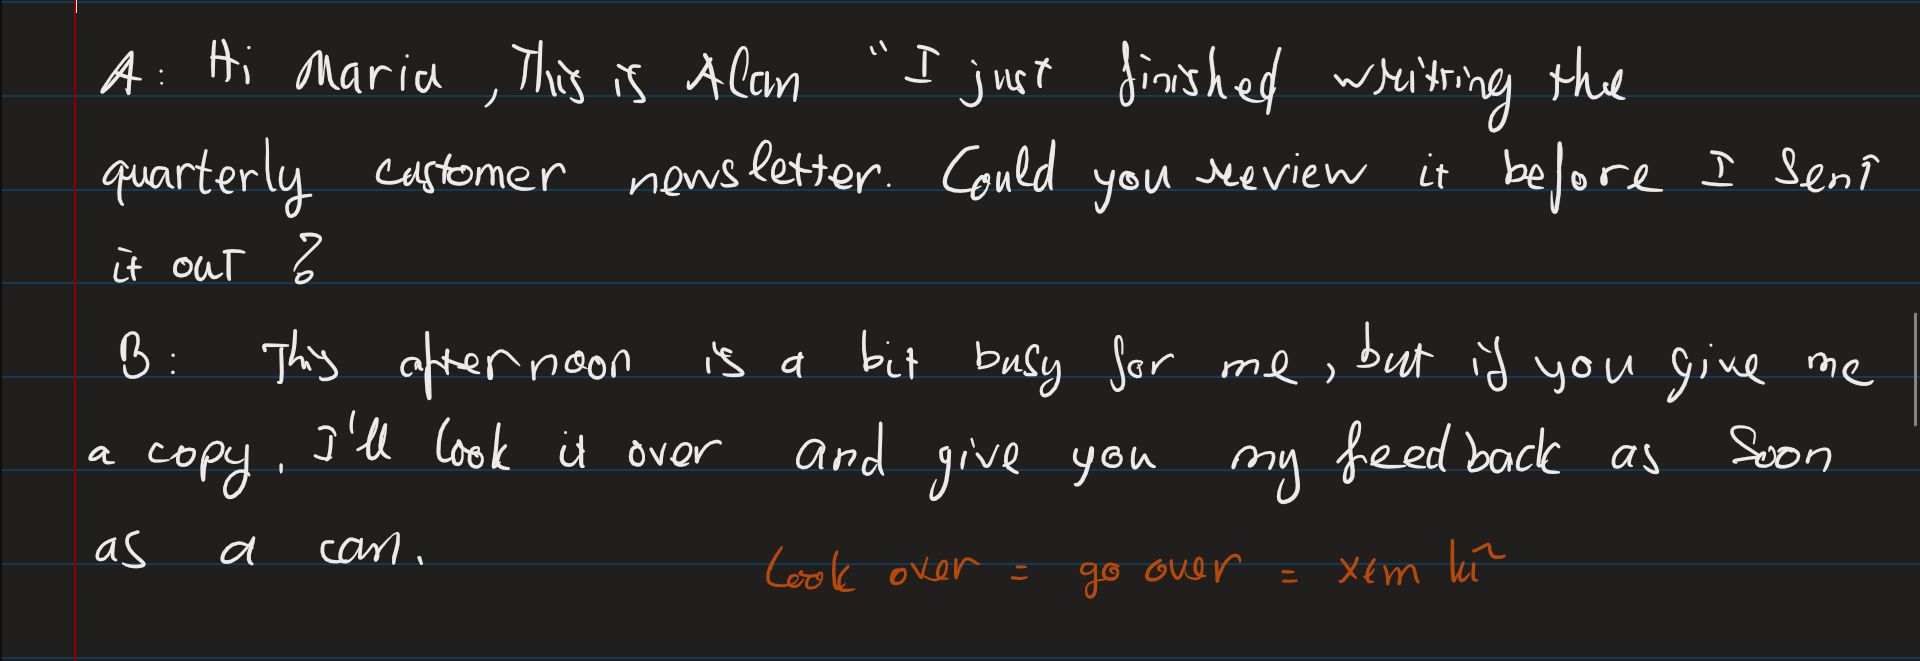 A: Hi Maria, This is Alan "I just finished writing the
quarterly customer newsletter. Could you review it before I sent
it out ?
B: This afternoon is a bit busy for me, but if you give me
a copy, I'll look it over and give you my feedback as soon
as a can.
Look over = go over = xem kĩ